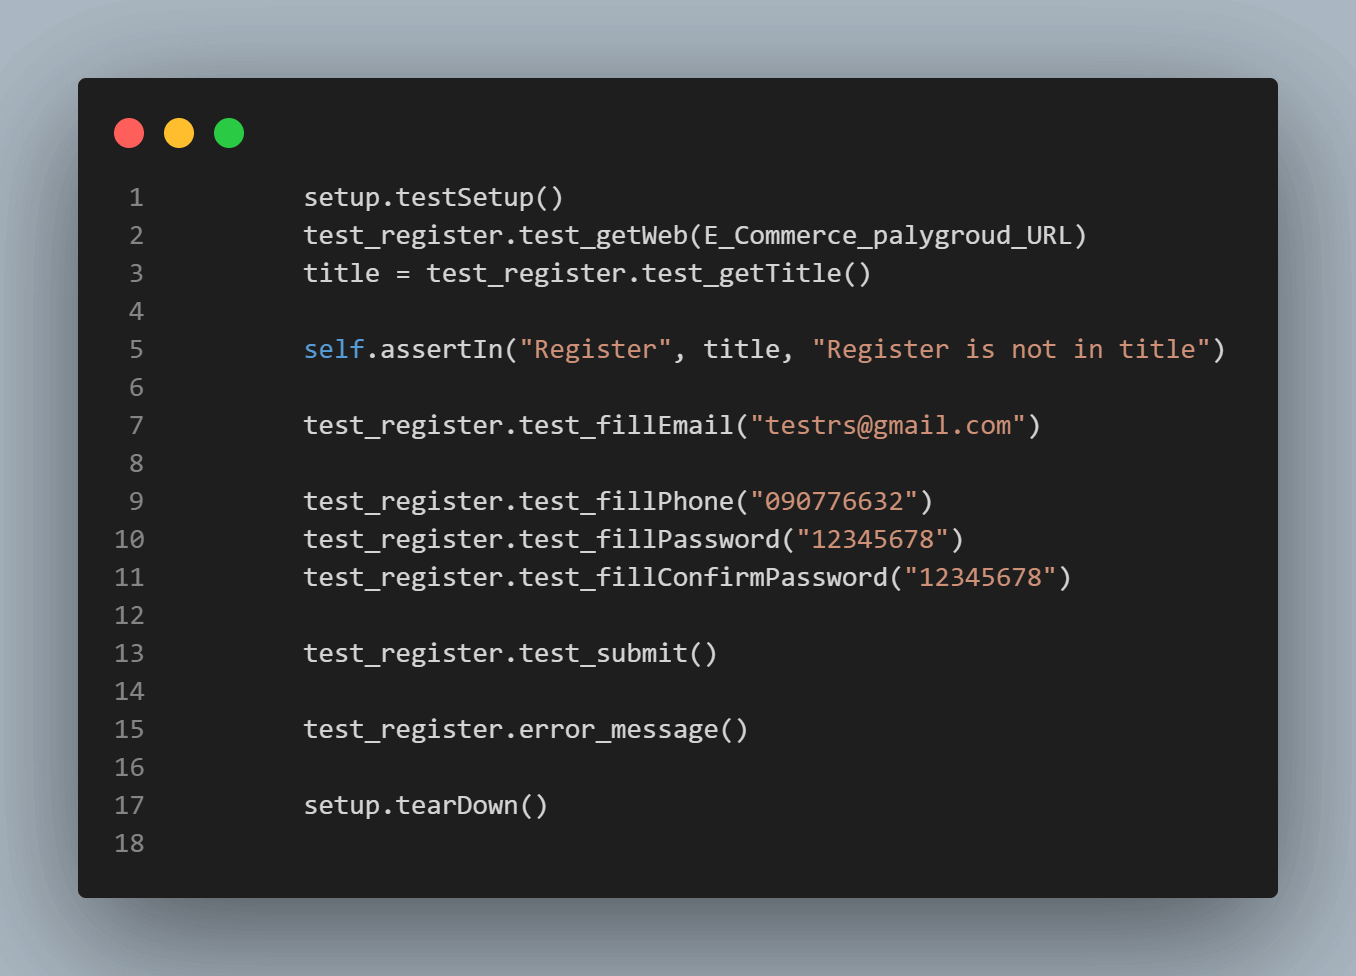 1 setup.testSetup()
2 test_register.test_getWeb(E_Commerce_palygroud_URL)
3 title = test_register.test_getTitle()
4
5 self.assertIn("Register", title, "Register is not in title")
6
7 test_register.test_fillEmail("testrs@gmail.com")
8
9 test_register.test_fillPhone("090776632")
10 test_register.test_fillPassword("12345678")
11 test_register.test_fillConfirmPassword("12345678")
12
13 test_register.test_submit()
14
15 test_register.error_message()
16
17 setup.tearDown()
18